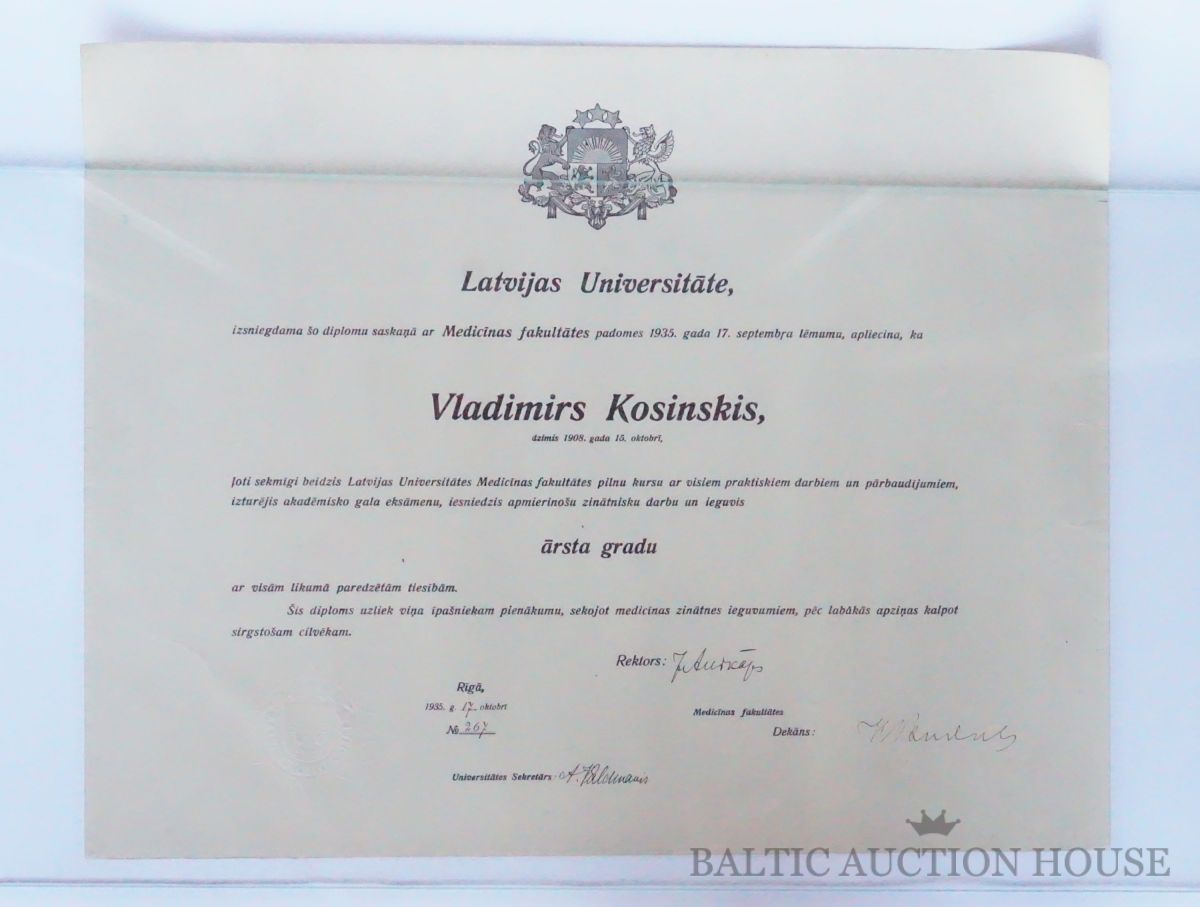 Latvijas Universitāte,
izsniegdama šo diplomu saskaņā ar Medicīnas fakultātes padomes 1935. gada 17. septembŗa lēmumu, apliecina, ka
Vladimirs Kosinskis,
dzimis 1908. gada 15. oktobrī,
ļoti sekmīgi beidzis Latvijas Universitātes Medicīnas fakultātes pilnu kursu ar visiem praktiskiem darbiem un pārbaudījumiem,
izturējis akadēmisko gala eksāmenu, iesniedzis apmierinošu zinātnisku darbu un ieguvis
ārsta gradu
ar visām likumā paredzētām tiesībām.
Šis diploms uzliek viņa īpašniekam pienākumu, sekojot medicīnas zinātnes ieguvumiem, pēc labākās apziņas kalpot
sirgstošam cilvēkam.
Rektors: J. Auškāps
Rīgā,
1935. g. 17. oktobrī
№ 267
Medicīnas fakultātes
Dekāns:
Universitātes Sekretārs: A. Valdmanis
BALTIC AUCTION HOUSE